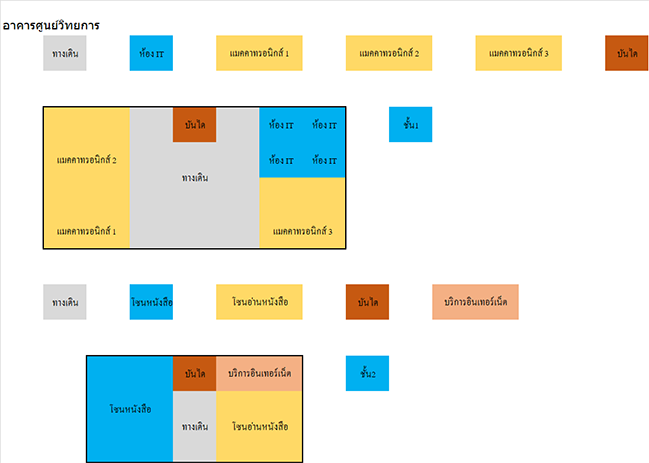 อาคารศูนย์วิทยการ
ทางเดิน ห้อง IT แมคคาทรอนิกส์ 1 แมคคาทรอนิกส์ 2 แมคคาทรอนิกส์ 3 บันได
บันได ห้อง IT ห้อง IT ชั้น1
แมคคาทรอนิกส์ 2 ห้อง IT ห้อง IT
ทางเดิน
แมคคาทรอนิกส์ 1 แมคคาทรอนิกส์ 3
ทางเดิน โซนหนังสือ โซนอ่านหนังสือ บันได บริการอินเทอร์เน็ต
บันได บริการอินเทอร์เน็ต ชั้น2
โซนหนังสือ
ทางเดิน โซนอ่านหนังสือ